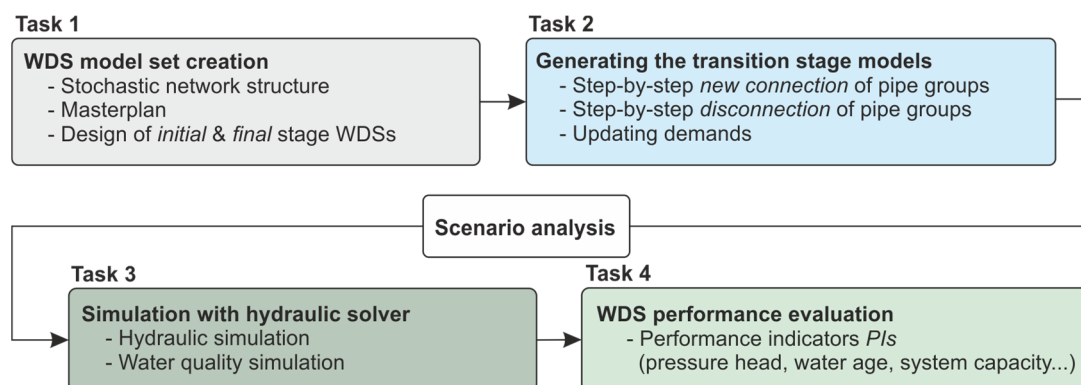 Task 1
WDS model set creation
- Stochastic network structure
- Masterplan
- Design of initial & final stage WDSs
Task 2
Generating the transition stage models
- Step-by-step new connection of pipe groups
- Step-by-step disconnection of pipe groups
- Updating demands
Scenario analysis
Task 3
Simulation with hydraulic solver
- Hydraulic simulation
- Water quality simulation
Task 4
WDS performance evaluation
- Performance indicators PIs
(pressure head, water age, system capacity...)